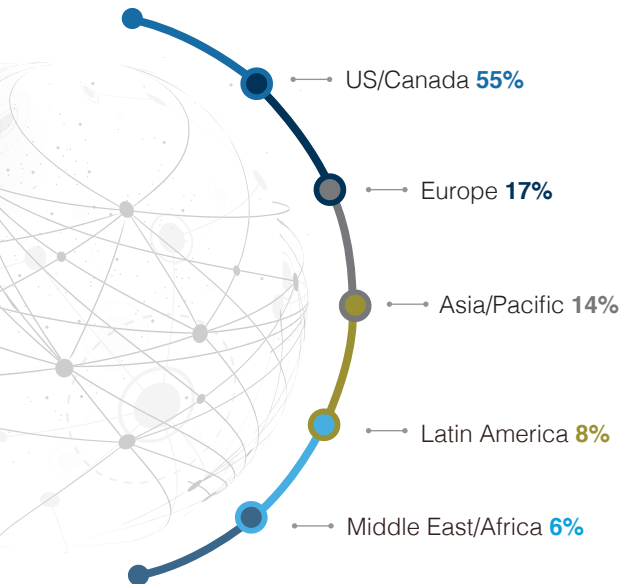 US/Canada 55%
Europe 17%
Asia/Pacific 14%
Latin America 8%
Middle East/Africa 6%